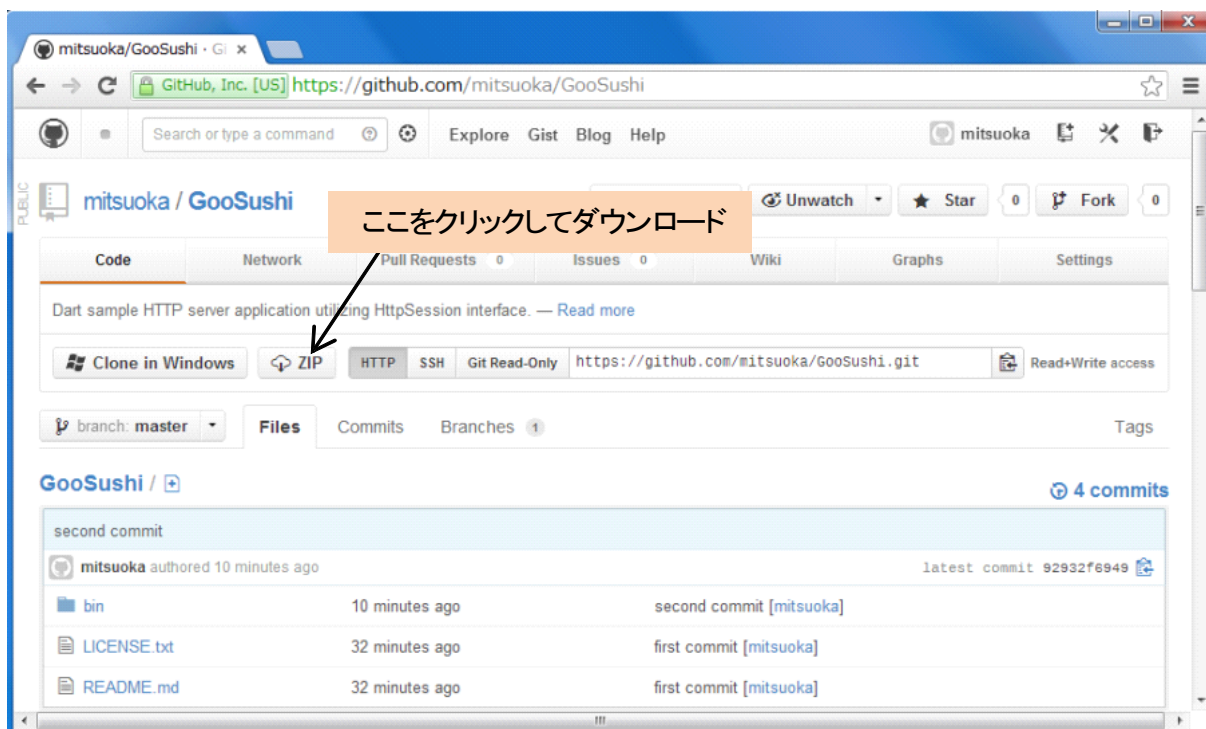 mitsuoka/GooSushi · Gi
GitHub, Inc. [US] https://github.com/mitsuoka/GooSushi
Search or type a command Explore Gist Blog Help mitsuoka
PUBLIC
mitsuoka / GooSushi Unwatch Star 0 Fork 0
ここをクリックしてダウンロード
Code Network Pull Requests 0 Issues 0 Wiki Graphs Settings
Dart sample HTTP server application utilizing HttpSession interface. — Read more
Clone in Windows ZIP HTTP SSH Git Read-Only https://github.com/mitsuoka/GooSushi.git Read+Write access
branch: master Files Commits Branches 1 Tags
GooSushi /
4 commits
second commit
mitsuoka authored 10 minutes ago latest commit 92932f6949
bin 10 minutes ago second commit [mitsuoka]
LICENSE.txt 32 minutes ago first commit [mitsuoka]
README.md 32 minutes ago first commit [mitsuoka]